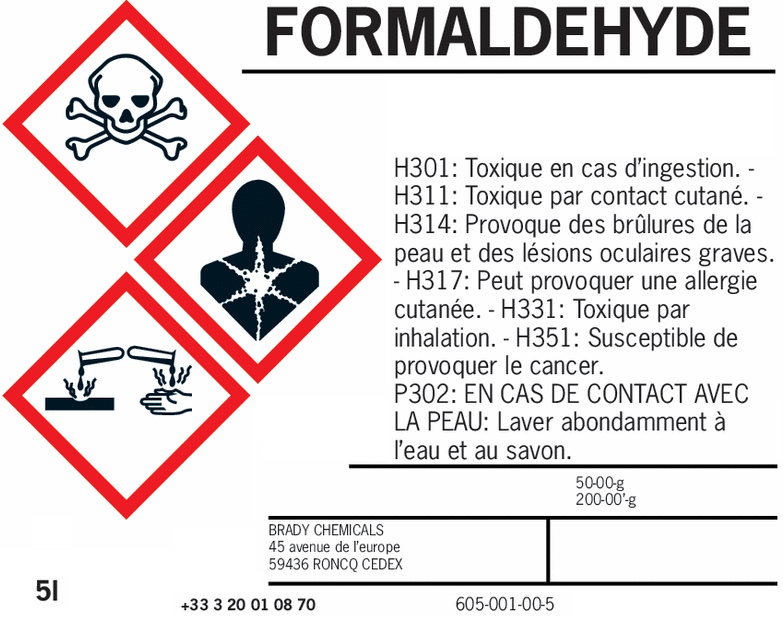 FORMALDEHYDE
H301: Toxique en cas d'ingestion. -
H311: Toxique par contact cutané. -
H314: Provoque des brûlures de la
peau et des lésions oculaires graves.
- H317: Peut provoquer une allergie
cutanée. - H331: Toxique par
inhalation. - H351: Susceptible de
provoquer le cancer.
P302: EN CAS DE CONTACT AVEC
LA PEAU: Laver abondamment à
l'eau et au savon.
50-00-g
200-00'-g
BRADY CHEMICALS
45 avenue de l'europe
59436 RONCQ CEDEX
5l
+33 3 20 01 08 70
605-001-00-5